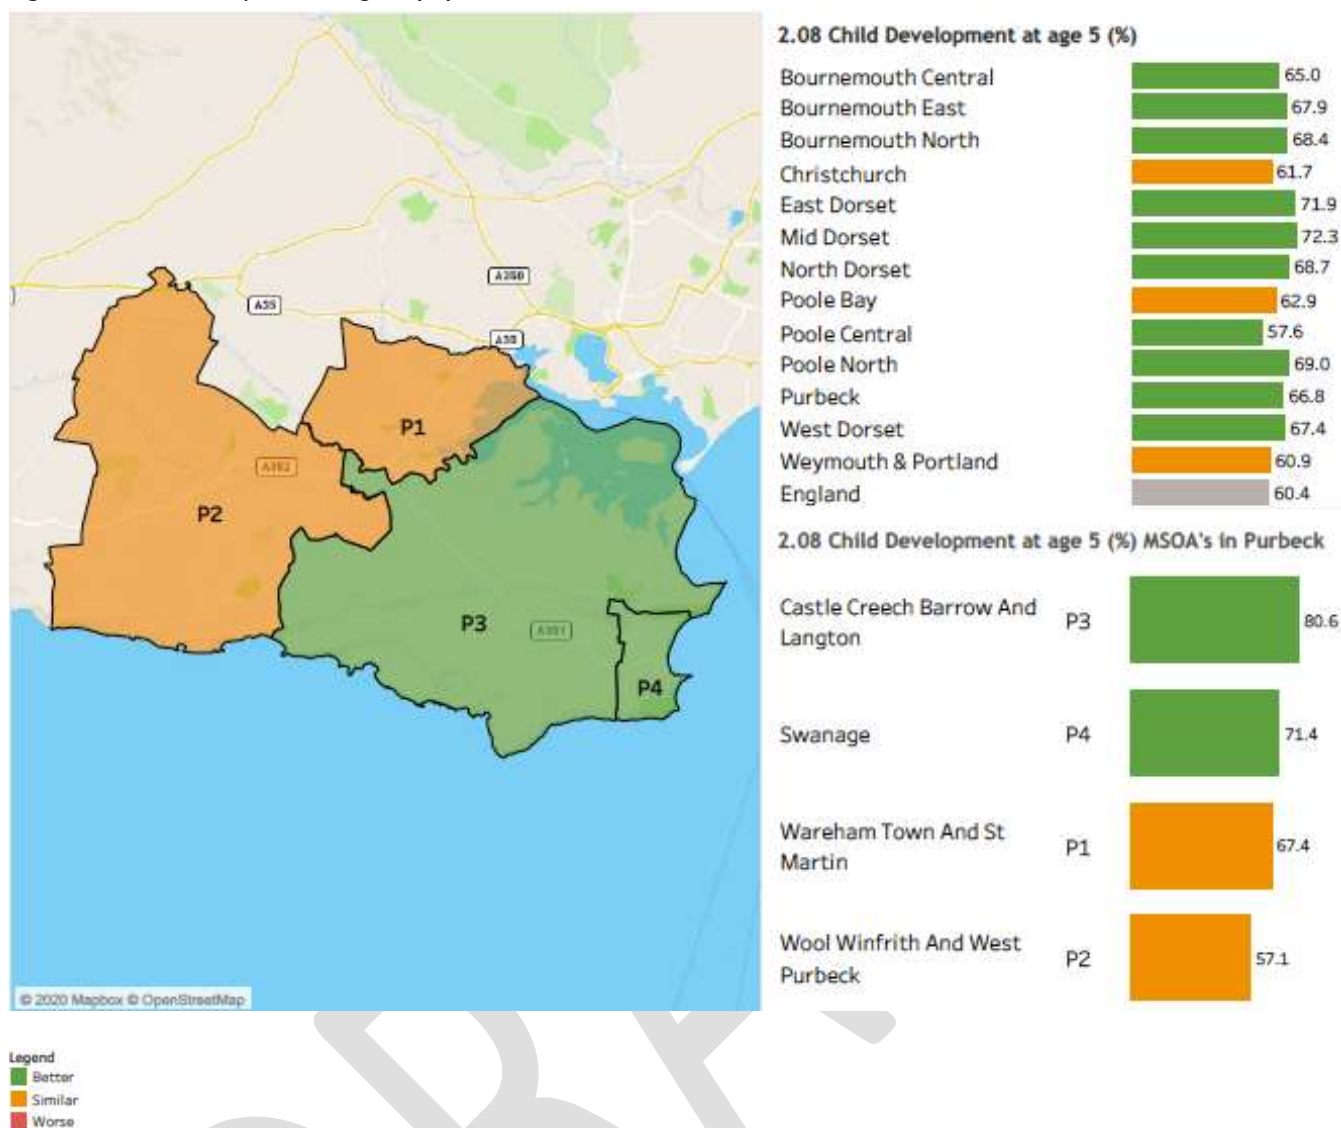 2.08 Child Development at age 5 (%)
Bournemouth Central 65.0
Bournemouth East 67.9
Bournemouth North 68.4
Christchurch 61.7
East Dorset 71.9
Mid Dorset 72.3
North Dorset 68.7
Poole Bay 62.9
Poole Central 57.6
Poole North 69.0
Purbeck 66.8
West Dorset 67.4
Weymouth & Portland 60.9
England 60.4
2.08 Child Development at age 5 (%) MSOA's in Purbeck
Castle Creech Barrow And
Langton
P3 80.6
Swanage P4 71.4
Wareham Town And St
Martin
P1 67.4
Wool Winfrith And West
Purbeck
P2 57.1
A350
A35
A35
P1
A352
P2
P3
A351
P4
© 2020 Mapbox © OpenStreetMap
Legend
Better
Similar
Worse